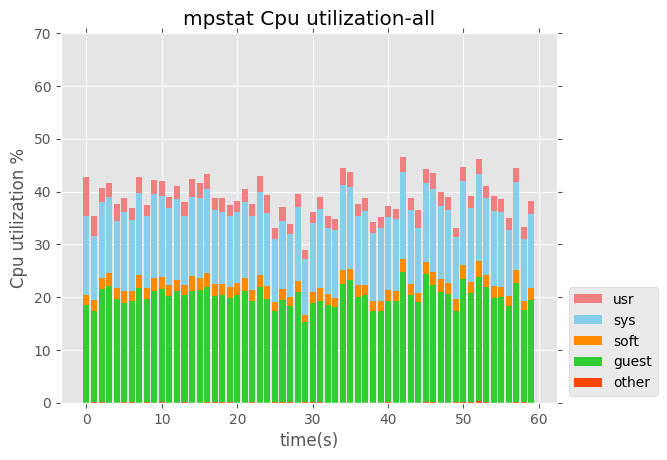 mpstat Cpu utilization-all
70
60
50
40
30
20
10
0
Cpu utilization %
0 10 20 30 40 50 60
time(s)
usr
sys
soft
guest
other